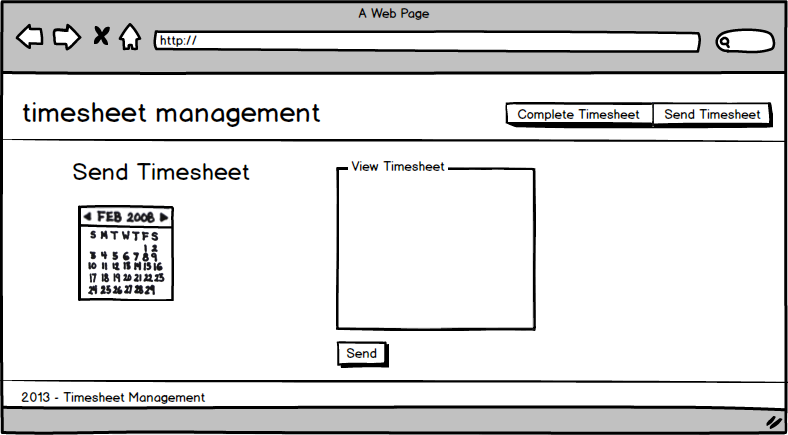 A Web Page
http://
timesheet management
Complete Timesheet Send Timesheet
Send Timesheet
View Timesheet
FEB 2008
S M T W T F S
1 2
3 4 5 6 7 8 9
10 11 12 13 14 15 16
17 18 19 20 21 22 23
24 25 26 27 28 29
Send
2013 - Timesheet Management